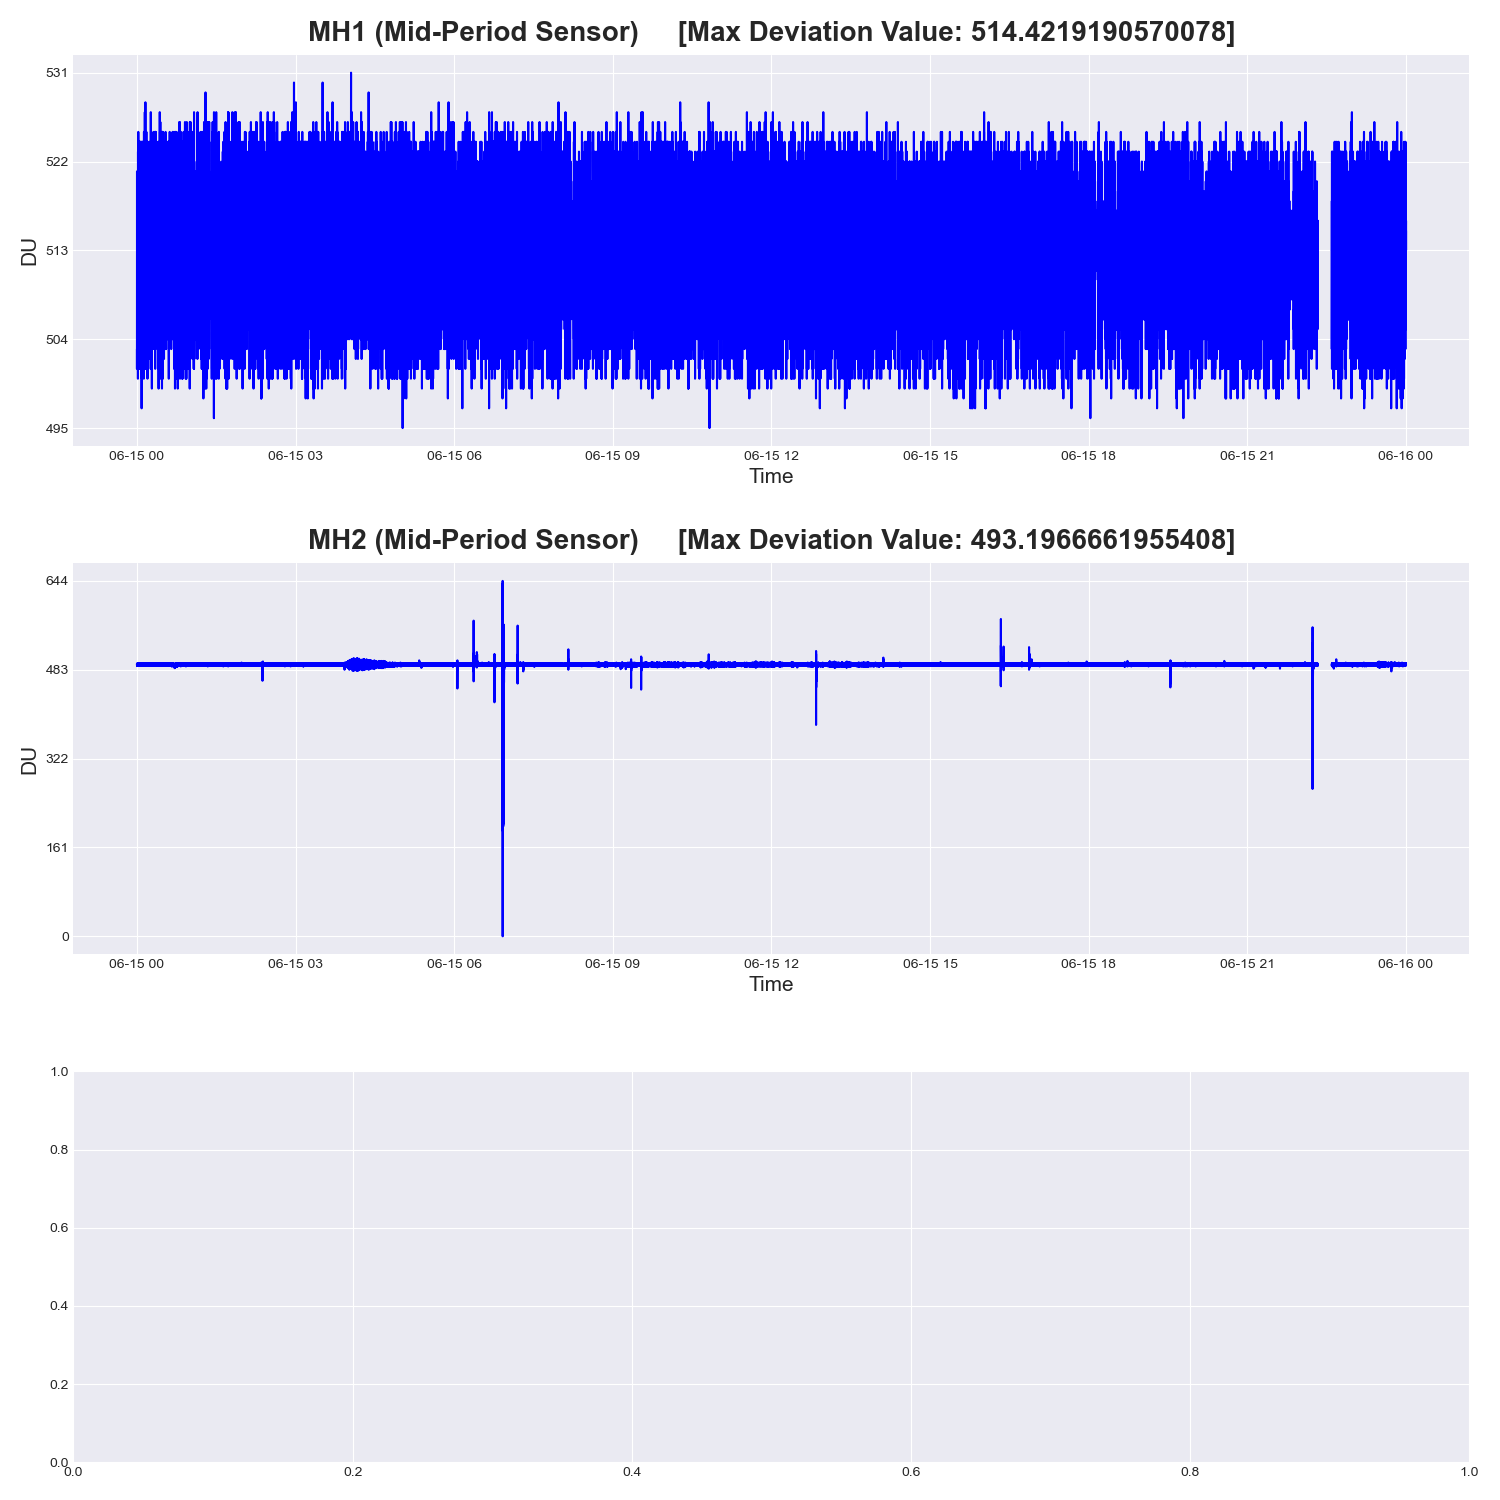 MH1 (Mid-Period Sensor) [Max Deviation Value: 514.4219190570078]
531
522
513
504
495
DU
06-15 00 06-15 03 06-15 06 06-15 09 06-15 12 06-15 15 06-15 18 06-15 21 06-16 00
Time
MH2 (Mid-Period Sensor) [Max Deviation Value: 493.1966661955408]
644
483
322
161
0
DU
06-15 00 06-15 03 06-15 06 06-15 09 06-15 12 06-15 15 06-15 18 06-15 21 06-16 00
Time
1.0
0.8
0.6
0.4
0.2
0.0
0.0 0.2 0.4 0.6 0.8 1.0